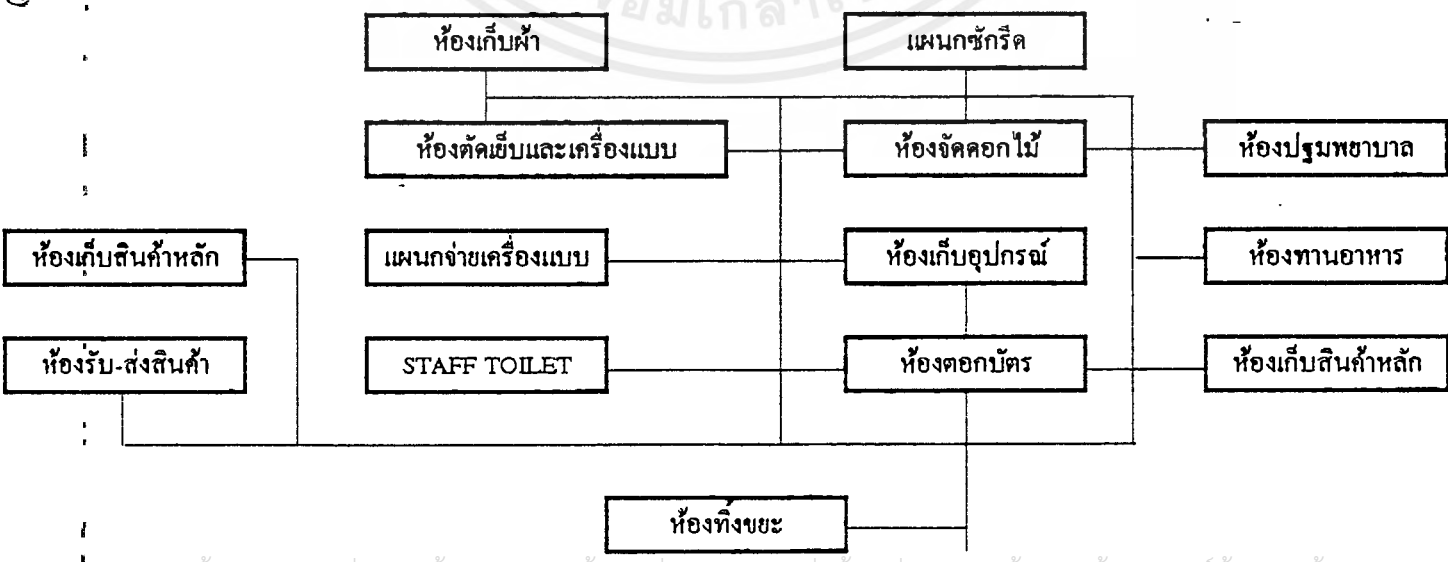 ห้องเก็บผ้า
แผนกซักรีด
ห้องตัดเย็บและเครื่องแบบ
ห้องจัดดอกไม้
ห้องปฐมพยาบาล
ห้องเก็บสินค้าหลัก
แผนกจ่ายเครื่องแบบ
ห้องเก็บอุปกรณ์
ห้องทานอาหาร
ห้องรับ-ส่งสินค้า
STAFF TOILET
ห้องตอกบัตร
ห้องเก็บสินค้าหลัก
ห้องทิ้งขยะ